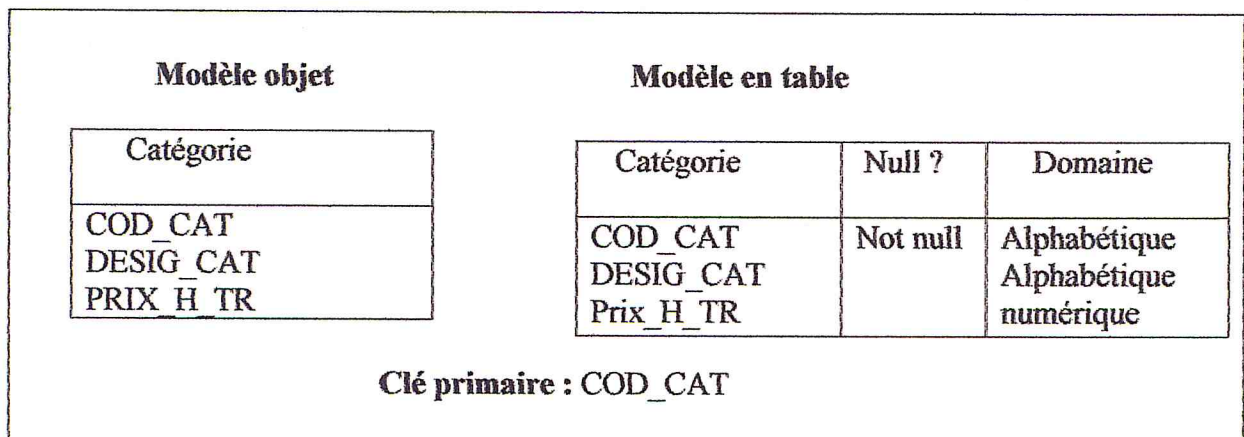 Modèle objet
Modèle en table
Catégorie
COD_CAT
DESIG_CAT
PRIX_H_TR
Catégorie Null ? Domaine
COD_CAT Not null Alphabétique
DESIG_CAT Alphabétique
Prix_H_TR numérique
Clé primaire : COD_CAT